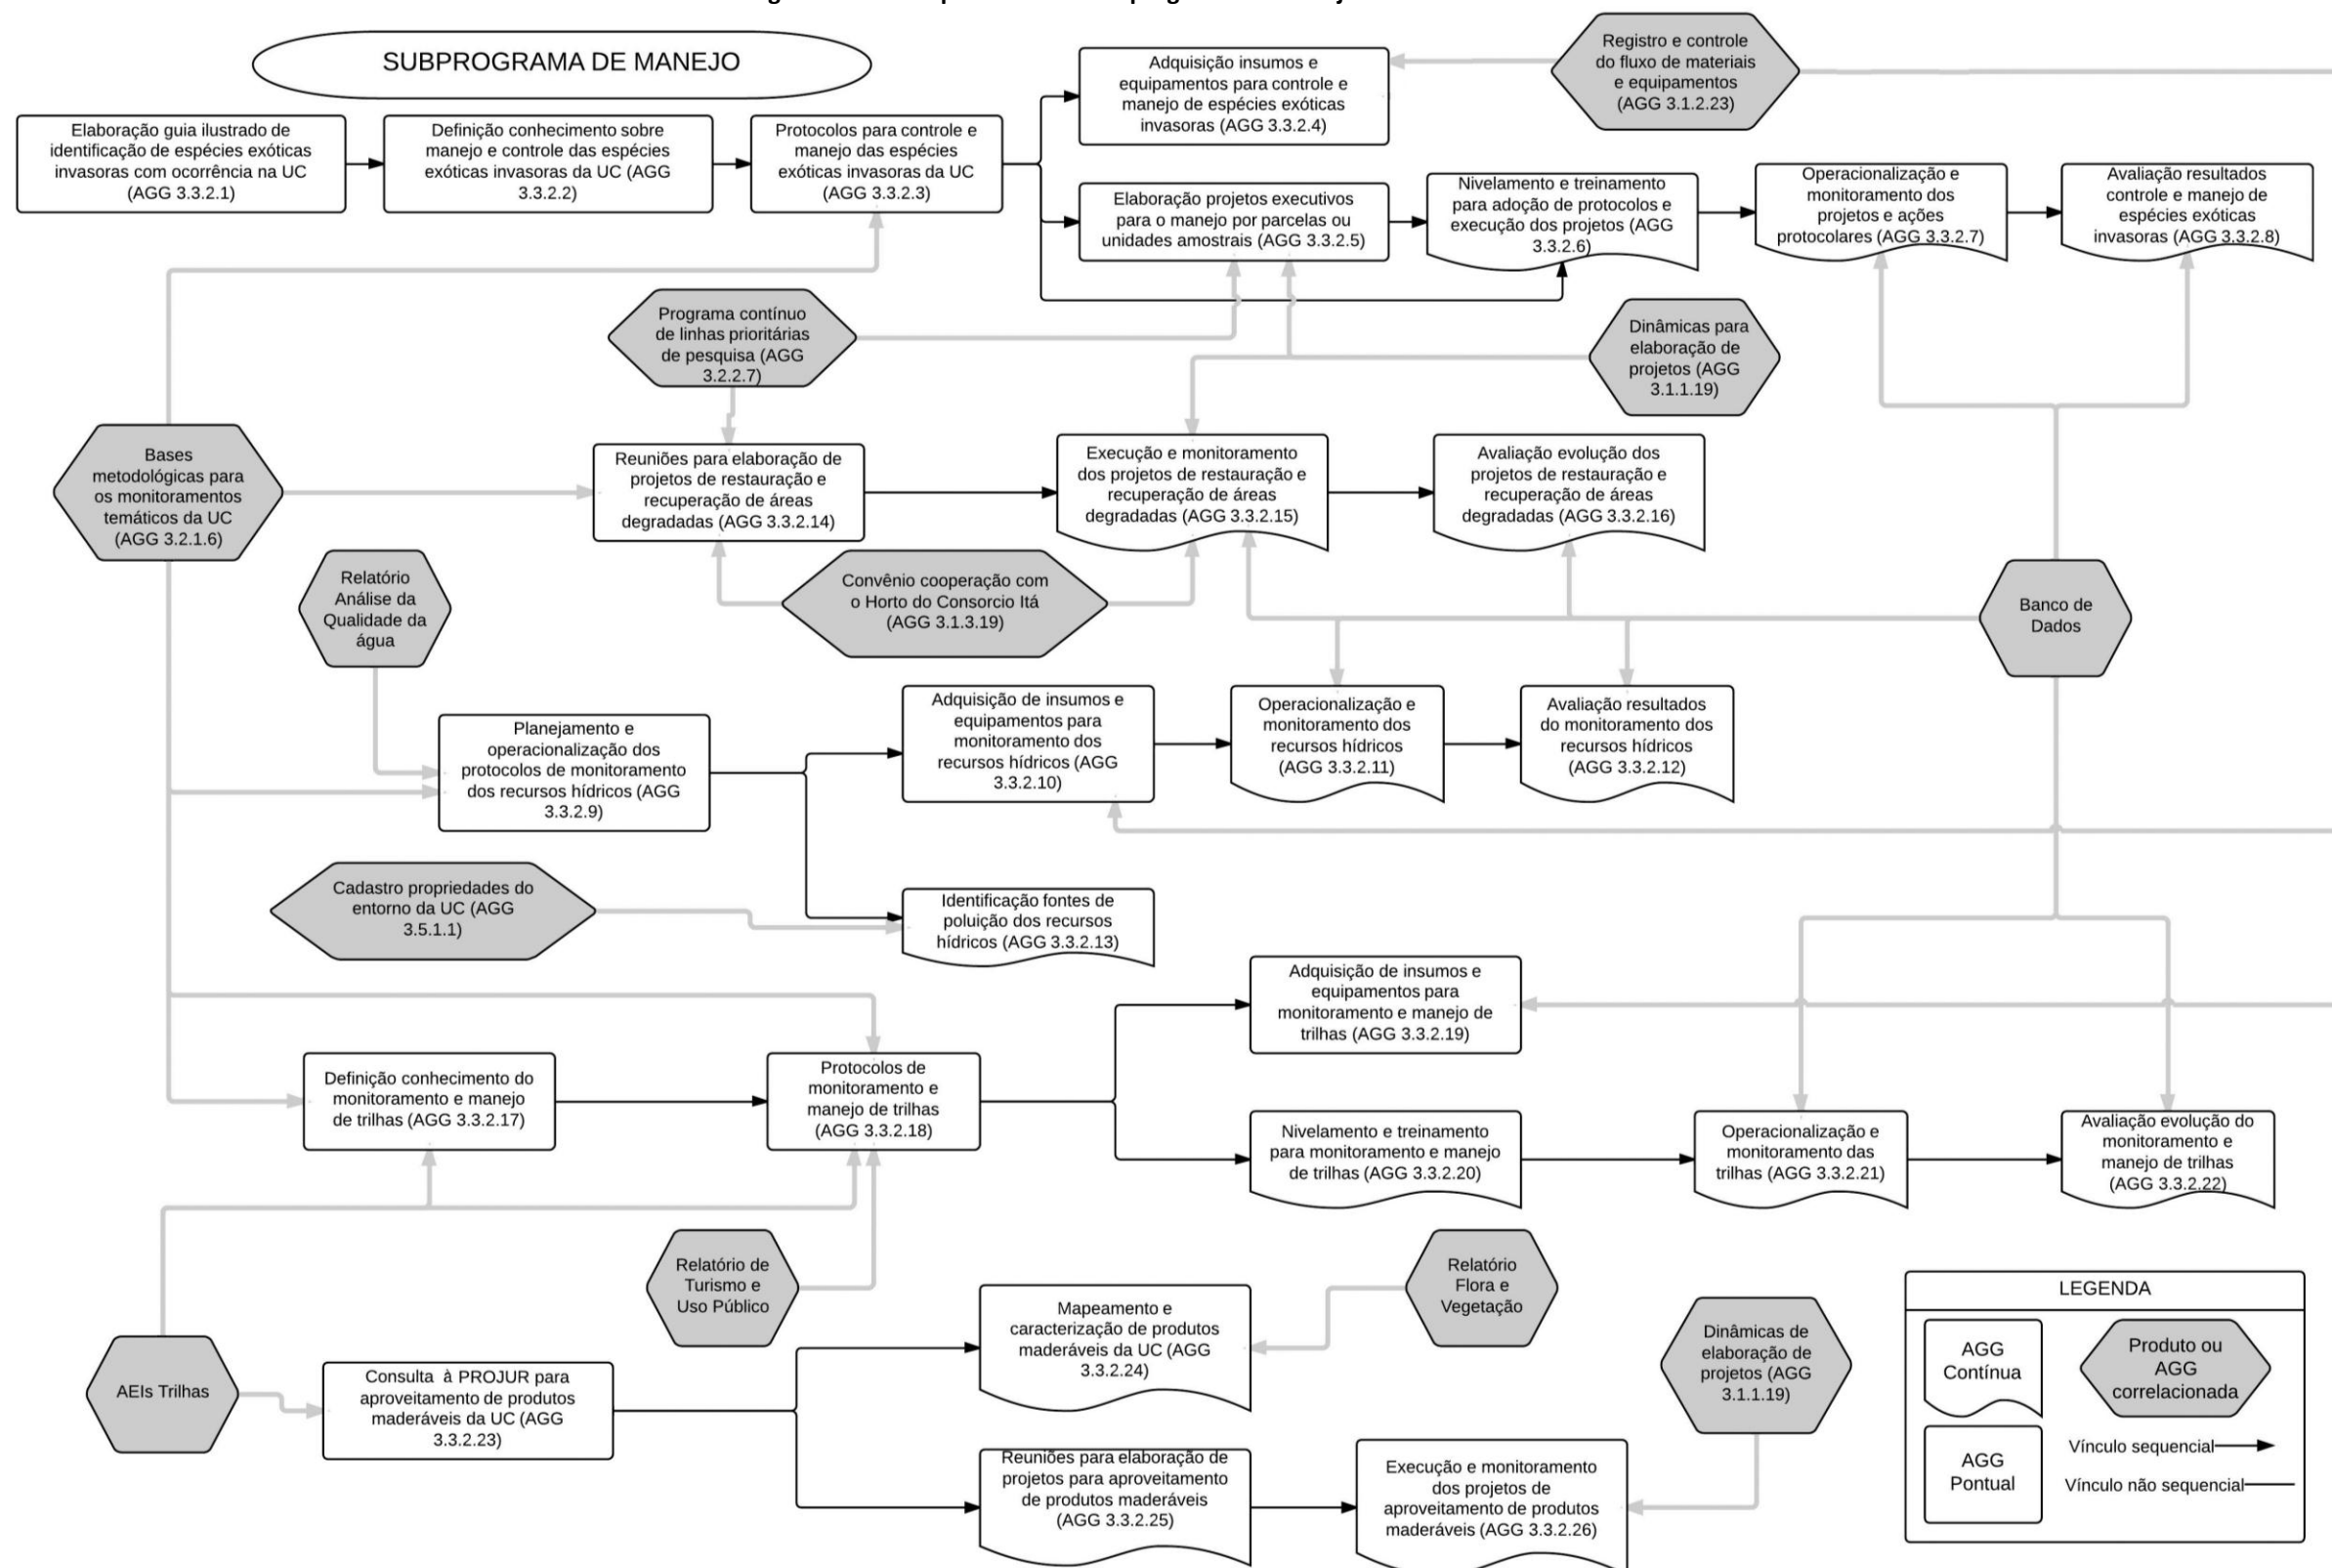 SUBPROGRAMA DE MANEJO
Elaboração guia ilustrado de
identificação de espécies exóticas
invasoras com ocorrência na UC
(AGG 3.3.2.1)
Definição conhecimento sobre
manejo e controle das espécies
exóticas invasoras da UC (AGG
3.3.2.2)
Protocolos para controle e
manejo das espécies
exóticas invasoras da UC
(AGG 3.3.2.3)
Adquisição insumos e
equipamentos para controle e
manejo de espécies exóticas
invasoras (AGG 3.3.2.4)
Registro e controle
do fluxo de materiais
e equipamentos
(AGG 3.1.2.23)
Elaboração projetos executivos
para o manejo por parcelas ou
unidades amostrais (AGG 3.3.2.5)
Nivelamento e treinamento
para adoção de protocolos e
execução dos projetos (AGG
3.3.2.6)
Operacionalização e
monitoramento dos
projetos e ações
protocolares (AGG 3.3.2.7)
Avaliação resultados
controle e manejo de
espécies exóticas
invasoras (AGG 3.3.2.8)
Programa contínuo
de linhas prioritárias
de pesquisa (AGG
3.2.2.7)
Dinâmicas para
elaboração de
projetos (AGG
3.1.1.19)
Bases
metodológicas para
os monitoramentos
temáticos da UC
(AGG 3.2.1.6)
Reuniões para elaboração de
projetos de restauração e
recuperação de áreas
degradadas (AGG 3.3.2.14)
Execução e monitoramento
dos projetos de restauração e
recuperação de áreas
degradadas (AGG 3.3.2.15)
Avaliação evolução dos
projetos de restauração e
recuperação de áreas
degradadas (AGG 3.3.2.16)
Relatório
Análise da
Qualidade da
água
Convênio cooperação com
o Horto do Consorcio Itá
(AGG 3.1.3.19)
Banco de
Dados
Planejamento e
operacionalização dos
protocolos de monitoramento
dos recursos hídricos (AGG
3.3.2.9)
Adquisição de insumos e
equipamentos para
monitoramento dos
recursos hídricos (AGG
3.3.2.10)
Operacionalização e
monitoramento dos
recursos hídricos
(AGG 3.3.2.11)
Avaliação resultados
do monitoramento dos
recursos hídricos
(AGG 3.3.2.12)
Cadastro propriedades do
entorno da UC (AGG
3.5.1.1)
Identificação fontes de
poluição dos recursos
hídricos (AGG 3.3.2.13)
Adquisição de insumos e
equipamentos para
monitoramento e manejo de
trilhas (AGG 3.3.2.19)
Definição conhecimento do
monitoramento e manejo
de trilhas (AGG 3.3.2.17)
Protocolos de
monitoramento e
manejo de trilhas
(AGG 3.3.2.18)
Nivelamento e treinamento
para monitoramento e manejo
de trilhas (AGG 3.3.2.20)
Operacionalização e
monitoramento das
trilhas (AGG 3.3.2.21)
Avaliação evolução do
monitoramento e
manejo de trilhas
(AGG 3.3.2.22)
Relatório de
Turismo e
Uso Público
Relatório
Flora e
Vegetação
AEIs Trilhas
Consulta à PROJUR para
aproveitamento de produtos
maderáveis da UC (AGG
3.3.2.23)
Mapeamento e
caracterização de produtos
maderáveis da UC (AGG
3.3.2.24)
Dinâmicas de
elaboração de
projetos (AGG
3.1.1.19)
Reuniões para elaboração de
projetos para aproveitamento
de produtos maderáveis
(AGG 3.3.2.25)
Execução e monitoramento
dos projetos de
aproveitamento de produtos
maderáveis (AGG 3.3.2.26)
LEGENDA
AGG
Contínua
Produto ou
AGG
correlacionada
AGG
Pontual
Vínculo sequencial
Vínculo não sequencial